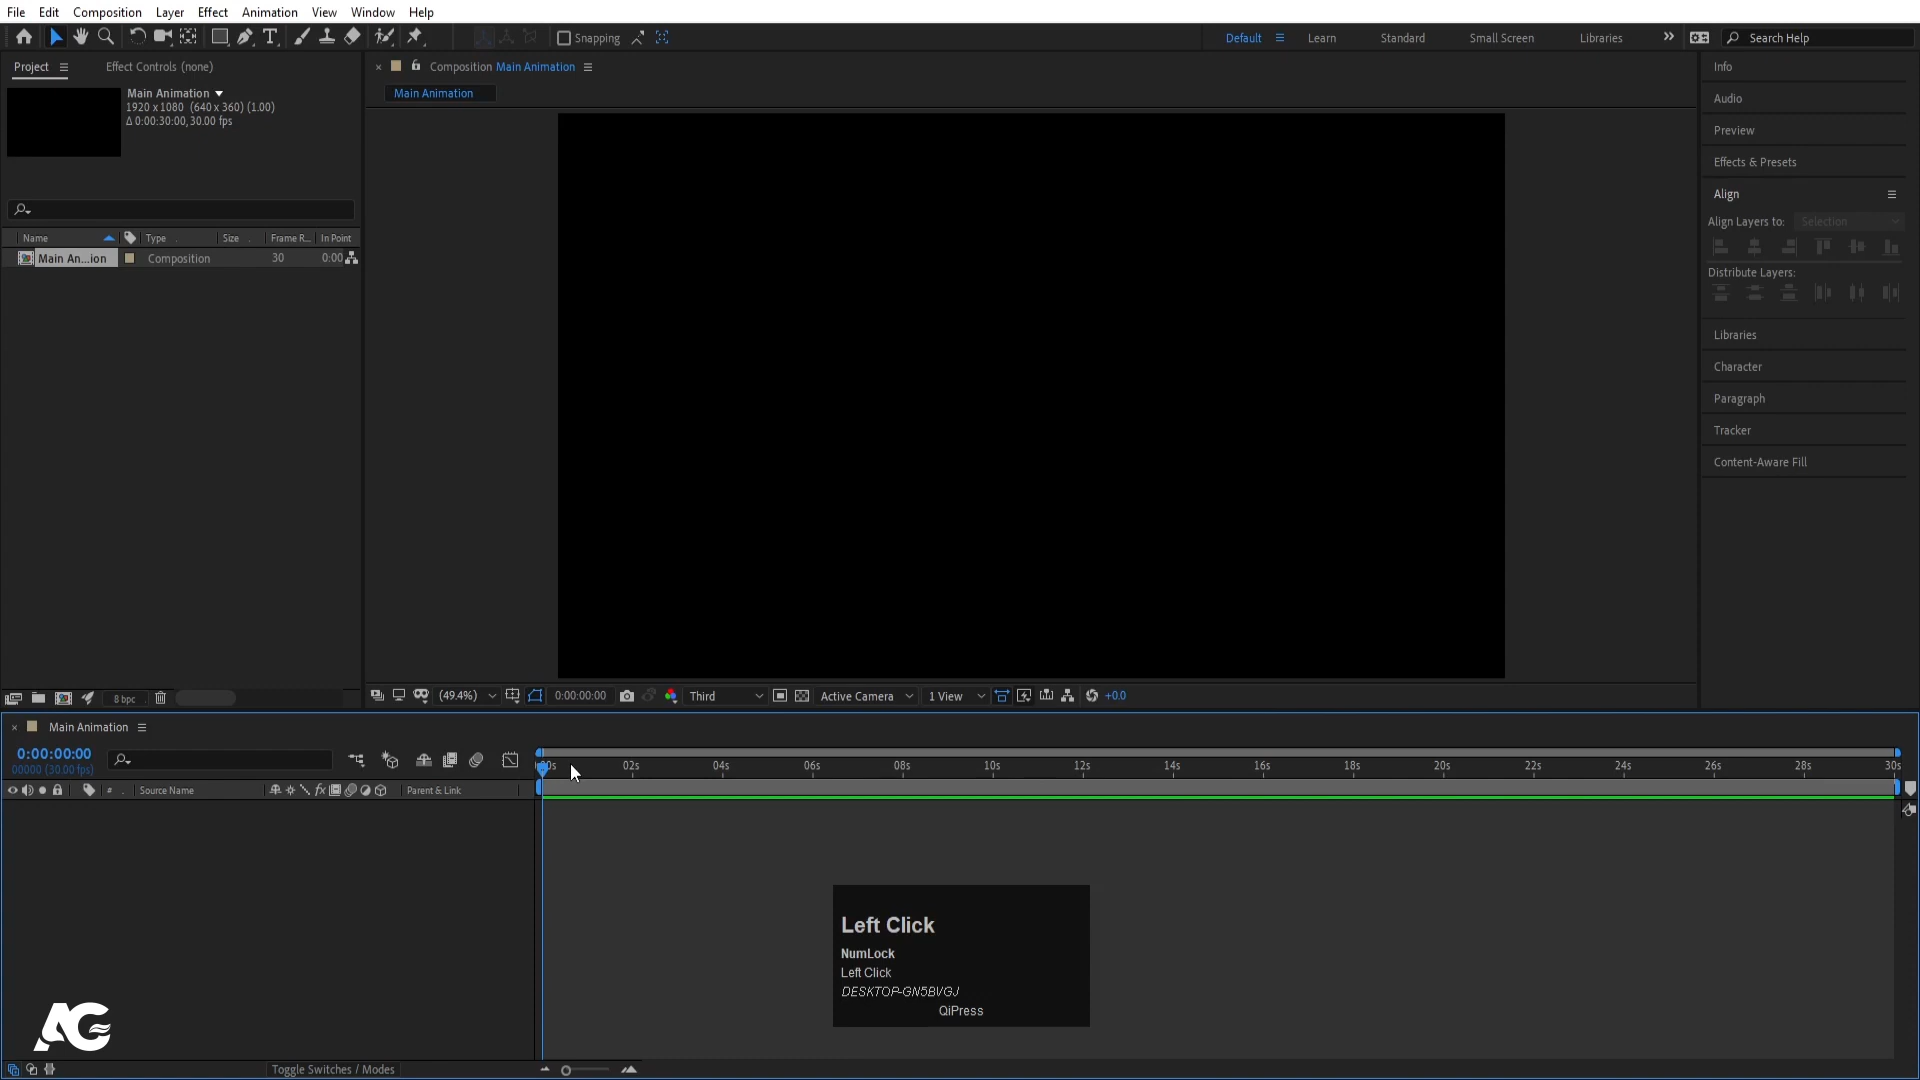 File Edit Composition Layer Effect Animation View Window Help
Snapping
Default Learn Standard Small Screen Libraries Search Help
Project Effect Controls (none)
Composition Main Animation
Main Animation
Main Animation
1920 x 1080 (640 x 360) (1.00)
Δ 0:00:30:00, 30.00 fps
Name Type Size Frame R... In Point
Main An...ion Composition 30 0:00
8 bpc
(49.4%) 0:00:00:00 Third Active Camera 1 View +0.0
Info
Audio
Preview
Effects & Presets
Align
Align Layers to: Selection
Distribute Layers:
Libraries
Character
Paragraph
Tracker
Content-Aware Fill
Main Animation
0:00:00:00
00000 (30.00 fps)
# Source Name fx Parent & Link
02s 04s 06s 08s 10s 12s 14s 16s 18s 20s 22s 24s 26s 28s 30s
Left Click
NumLock
Left Click
DESKTOP-GN5BVGJ
QiPress
AG
Toggle Switches / Modes